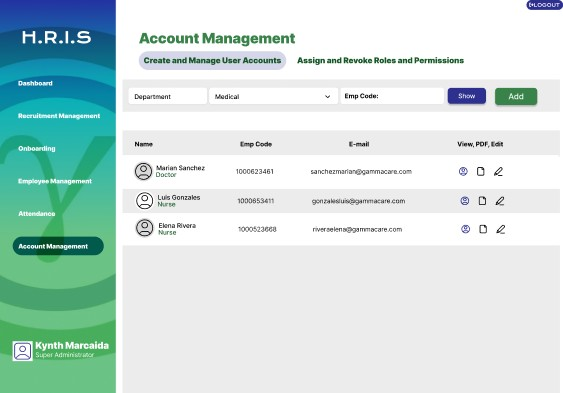 LOGOUT
H.R.I.S
Account Management
Create and Manage User Accounts
Assign and Revoke Roles and Permissions
Dashboard
Recruitment Management
Onboarding
Employee Management
Attendance
Account Management
Kynth Marcaida
Super Administrator
Department
Medical
Emp Code:
Show
Add
Name Emp Code E-mail View, PDF, Edit
Marian Sanchez
Doctor
1000623461
sanchezmarian@gammacare.com
Luis Gonzales
Nurse
1000653411
gonzalesluis@gammacare.com
Elena Rivera
Nurse
1000523668
riveraelena@gammacare.com